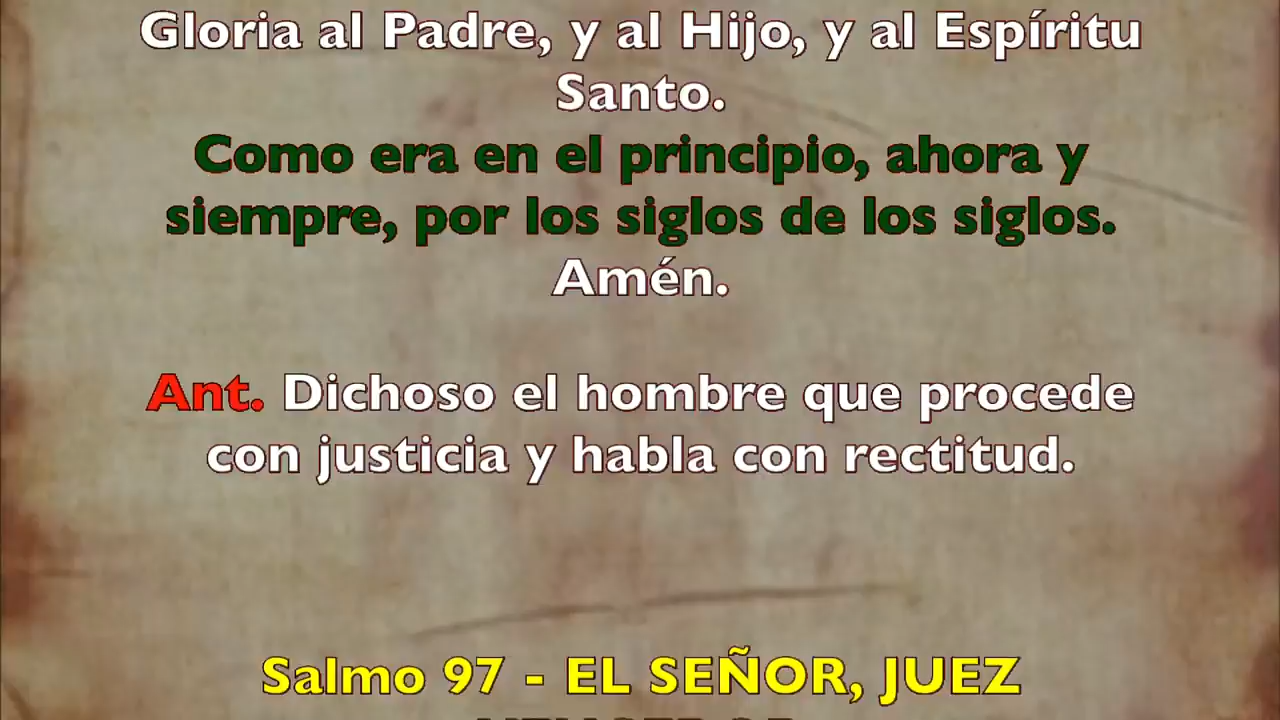 Gloria al Padre, y al Hijo, y al Espíritu
Santo.
Como era en el principio, ahora y
siempre, por los siglos de los siglos.
Amén.
Ant. Dichoso el hombre que procede
con justicia y habla con rectitud.
Salmo 97 - EL SEÑOR, JUEZ